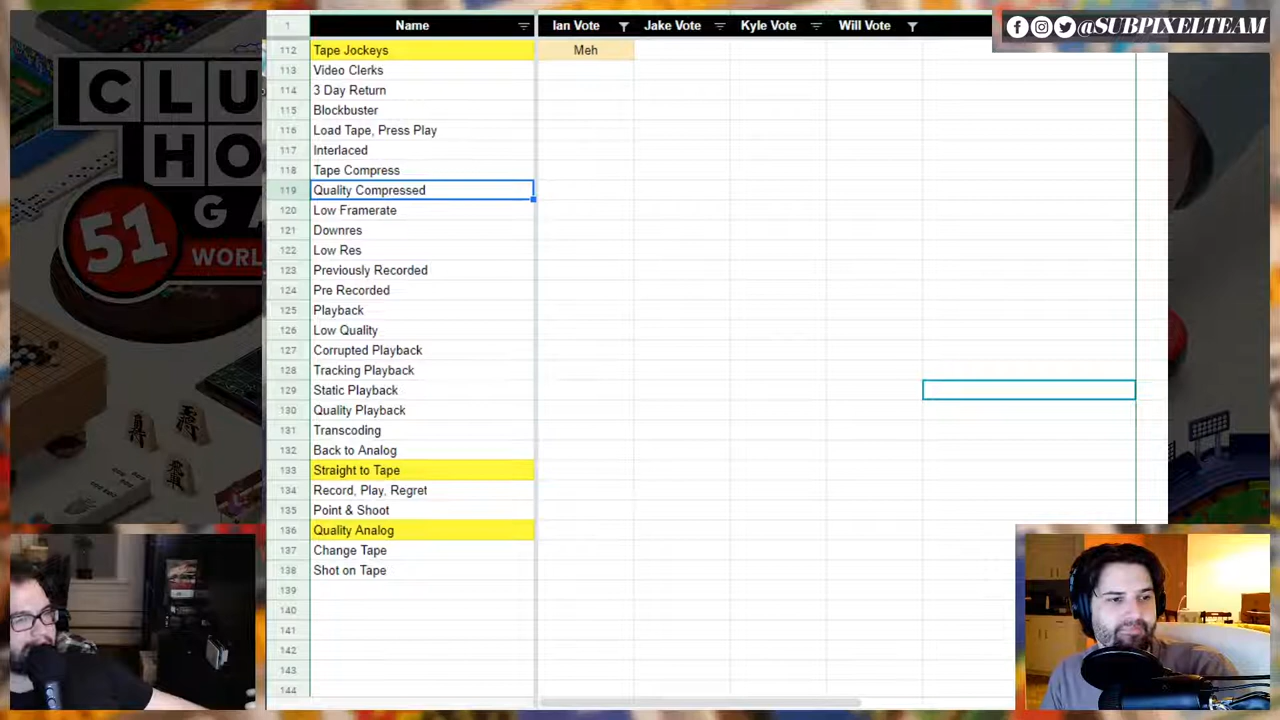 1 Name Ian Vote Jake Vote Kyle Vote Will Vote
@SUBPIXELTEAM
112 Tape Jockeys Meh
113 Video Clerks
114 3 Day Return
115 Blockbuster
116 Load Tape, Press Play
117 Interlaced
118 Tape Compress
119 Quality Compressed
120 Low Framerate
121 Downres
122 Low Res
123 Previously Recorded
124 Pre Recorded
125 Playback
126 Low Quality
127 Corrupted Playback
128 Tracking Playback
129 Static Playback
130 Quality Playback
131 Transcoding
132 Back to Analog
133 Straight to Tape
134 Record, Play, Regret
135 Point & Shoot
136 Quality Analog
137 Change Tape
138 Shot on Tape
139
140
141
142
143
144
CLU
HO
51
GA
WORL